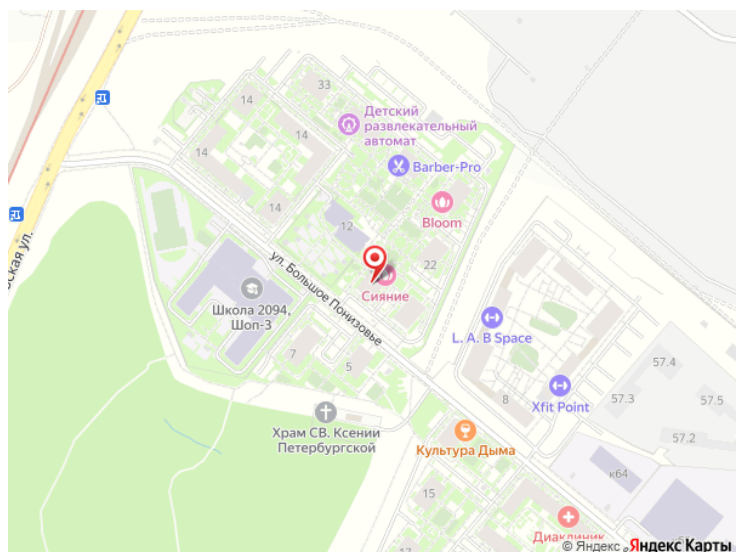 33
14
Детский
развлекательный
автомат
14
14
Barber-Pro
14
Bloom
12
22
Сияние
ул. Большое Понизовье
Школа 2094,
Шоп-3
L. A. B Space
7
5
57.4
57.3
57.5
8
Xfit Point
57.2
Храм СВ. Ксении
Петербургской
Культура Дыма
к64
15
Диаклиник
© Яндекс Яндекс Карты